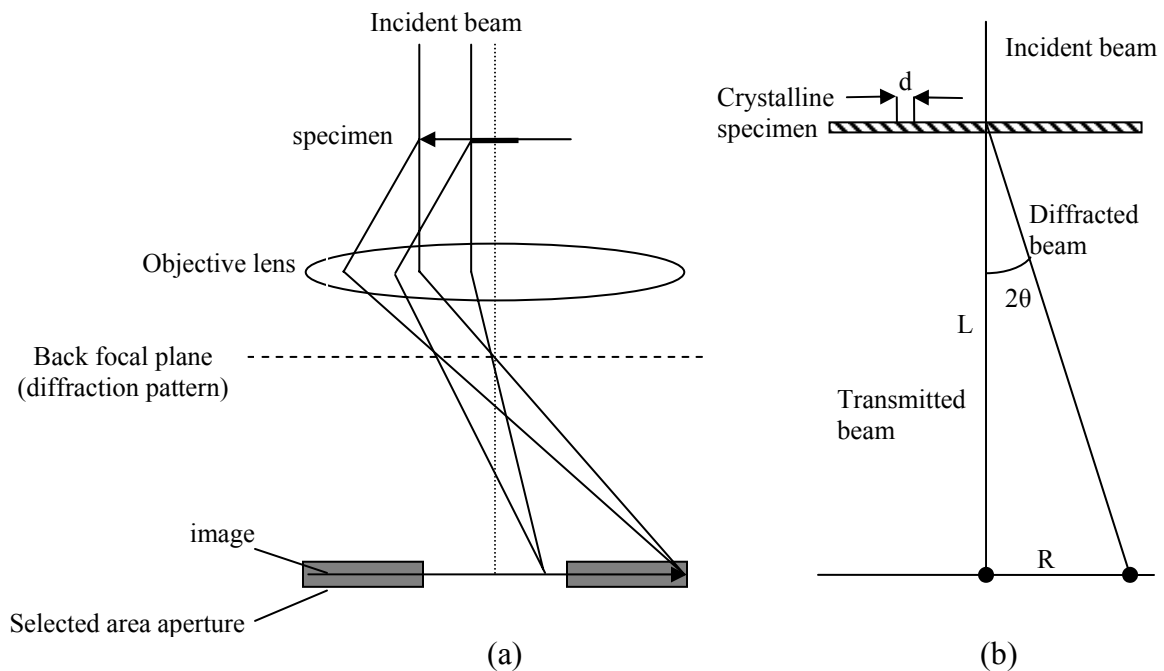 Incident beam
specimen
Objective lens
Back focal plane
(diffraction pattern)
image
Selected area aperture
(a)
Incident beam
d
Crystalline
specimen
Diffracted
beam
2θ
L
Transmitted
beam
R
(b)